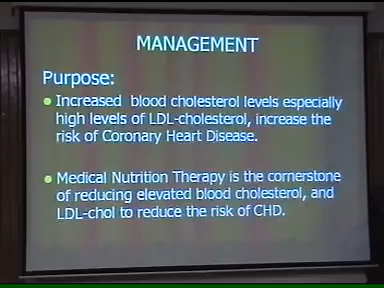 MANAGEMENT
Purpose:
Increased blood cholesterol levels especially
high levels of LDL-cholesterol, increase the
risk of Coronary Heart Disease.
Medical Nutrition Therapy is the cornerstone
of reducing elevated blood cholesterol, and
LDL-chol to reduce the risk of CHD.